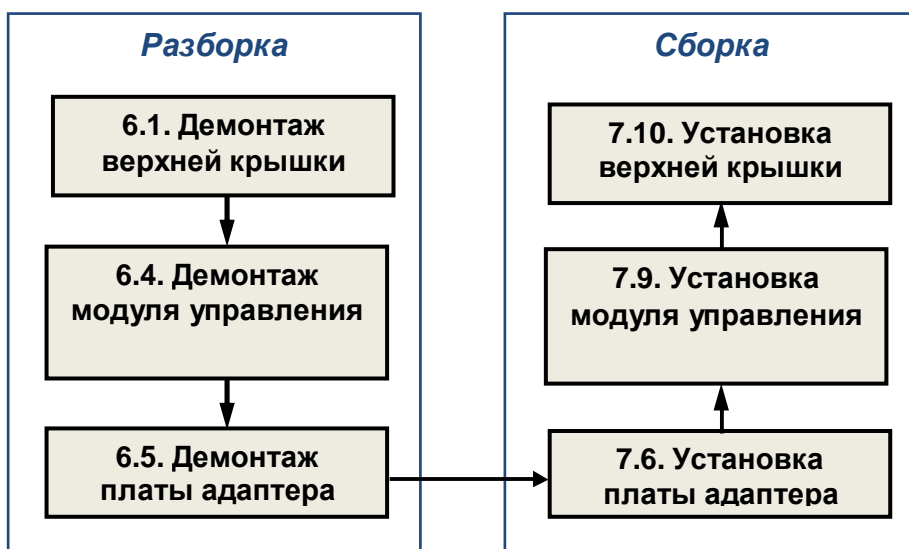 Разборка
6.1. Демонтаж
верхней крышки
6.4. Демонтаж
модуля управления
6.5. Демонтаж
платы адаптера
Сборка
7.10. Установка
верхней крышки
7.9. Установка
модуля управления
7.6. Установка
платы адаптера